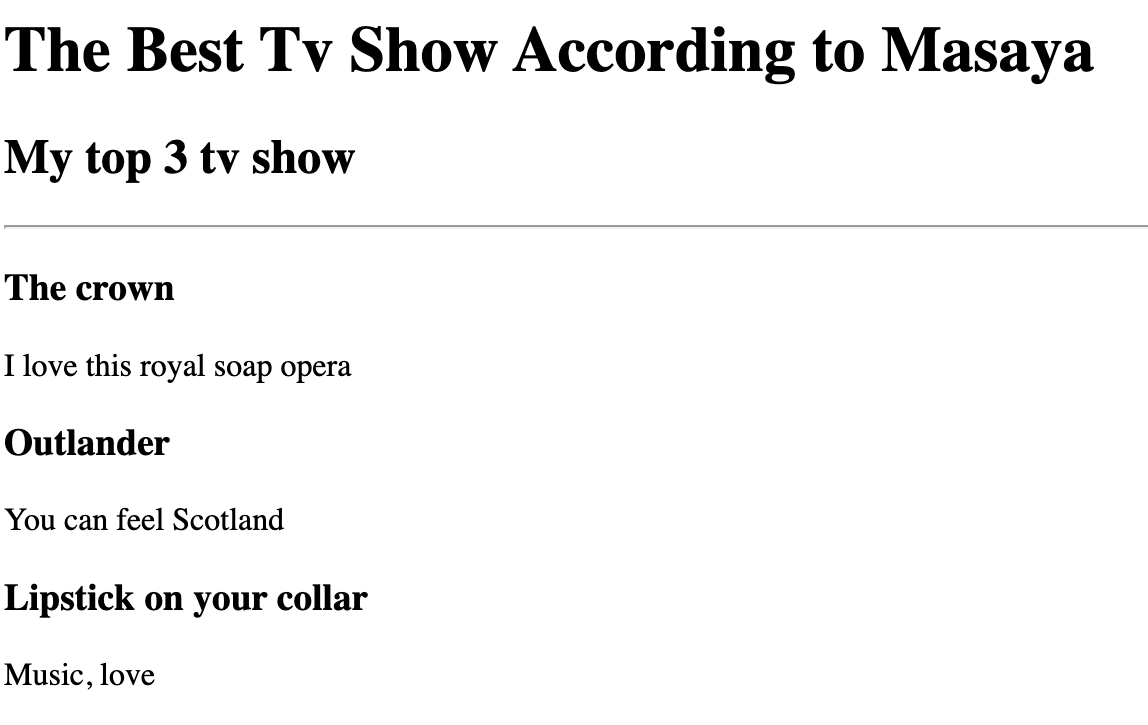 The Best Tv Show According to Masaya
My top 3 tv show
The crown
I love this royal soap opera
Outlander
You can feel Scotland
Lipstick on your collar
Music, love